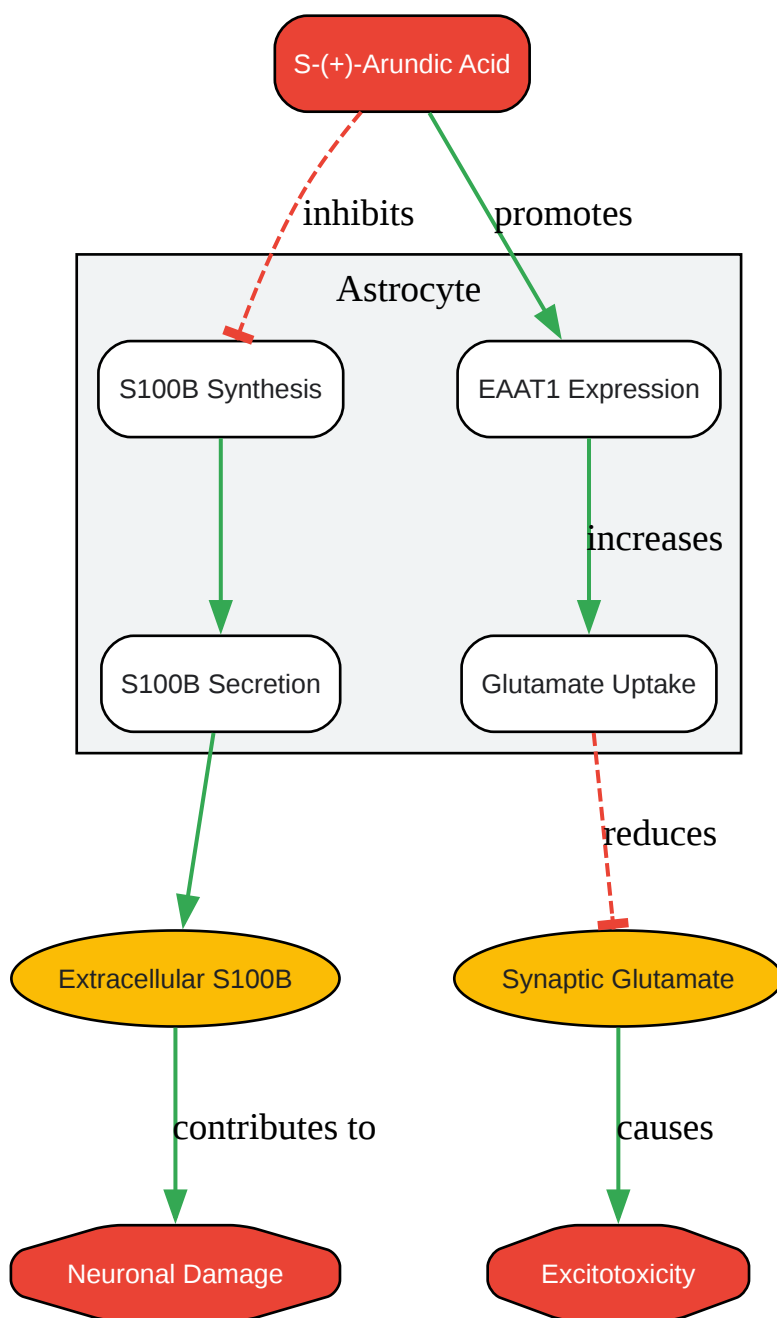 S-(+)-Arundic Acid
inhibits
promotes
Astrocyte
S100B Synthesis
EAAT1 Expression
increases
S100B Secretion
Glutamate Uptake
reduces
Extracellular S100B
Synaptic Glutamate
contributes to
causes
Neuronal Damage
Excitotoxicity